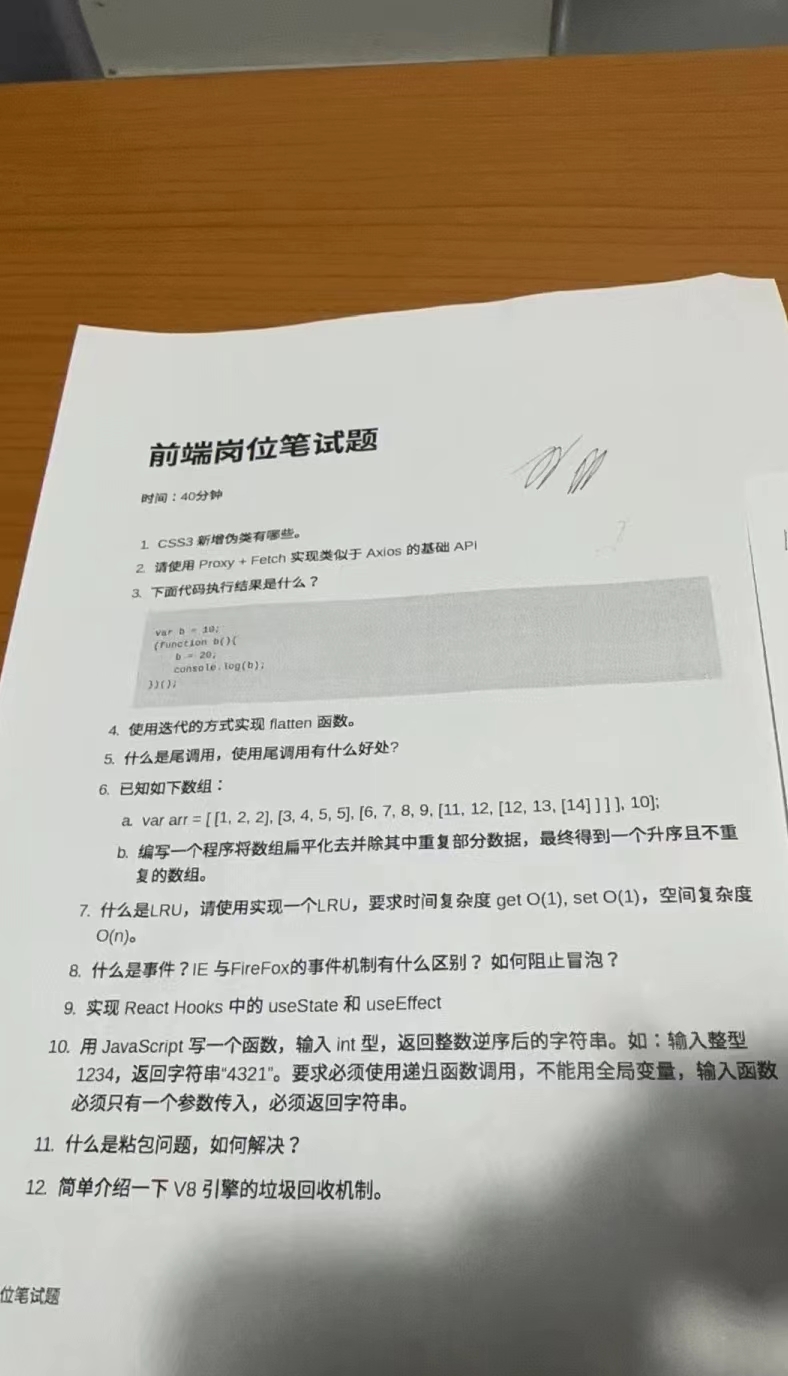 前端岗位笔试题
时间：40分钟
1. CSS3 新增伪类有哪些。
2. 请使用 Proxy + Fetch 实现类似于 Axios 的基础 API
3. 下面代码执行结果是什么？
var b = 10;
(function b(){
b = 20;
console.log(b);
})();
4. 使用迭代的方式实现 flatten 函数。
5. 什么是尾调用，使用尾调用有什么好处?
6. 已知如下数组：
a. var arr = [ [1, 2, 2], [3, 4, 5, 5], [6, 7, 8, 9, [11, 12, [12, 13, [14] ] ] ], 10];
b. 编写一个程序将数组扁平化去并除其中重复部分数据，最终得到一个升序且不重
复的数组。
7. 什么是LRU，请使用实现一个LRU，要求时间复杂度 get O(1), set O(1)，空间复杂度
O(n)。
8. 什么是事件？IE 与FireFox的事件机制有什么区别？ 如何阻止冒泡？
9. 实现 React Hooks 中的 useState 和 useEffect
10. 用 JavaScript 写一个函数，输入 int 型，返回整数逆序后的字符串。如：输入整型
1234，返回字符串“4321”。要求必须使用递归函数调用，不能用全局变量，输入函数
必须只有一个参数传入，必须返回字符串。
11. 什么是粘包问题，如何解决？
12. 简单介绍一下 V8 引擎的垃圾回收机制。
位笔试题